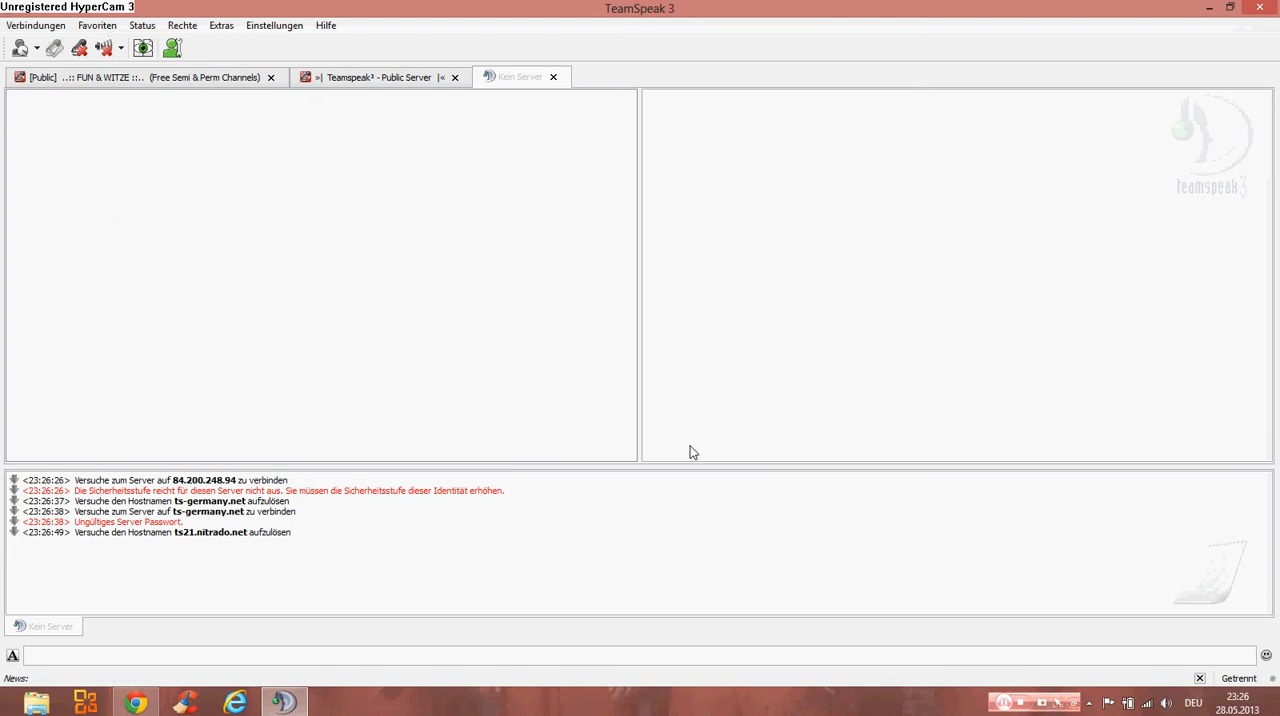 Unregistered HyperCam 3
TeamSpeak 3
Verbindungen Favoriten Status Rechte Extras Einstellungen Hilfe
[Public] ..:: FUN & WITZE ::.. (Free Semi & Perm Channels)
»| Teamspeak³ - Public Server |«
Kein Server
teamspeak3
<23:26:26> Versuche zum Server auf 84.200.248.94 zu verbinden
<23:26:26> Die Sicherheitsstufe reicht für diesen Server nicht aus. Sie müssen die Sicherheitsstufe dieser Identität erhöhen.
<23:26:37> Versuche den Hostnamen ts-germany.net aufzulösen
<23:26:38> Versuche zum Server auf ts-germany.net zu verbinden
<23:26:38> Ungültiges Server Passwort.
<23:26:49> Versuche den Hostnamen ts21.nitrado.net aufzulösen
Kein Server
A
News:
Getrennt
DEU
23:26
28.05.2013